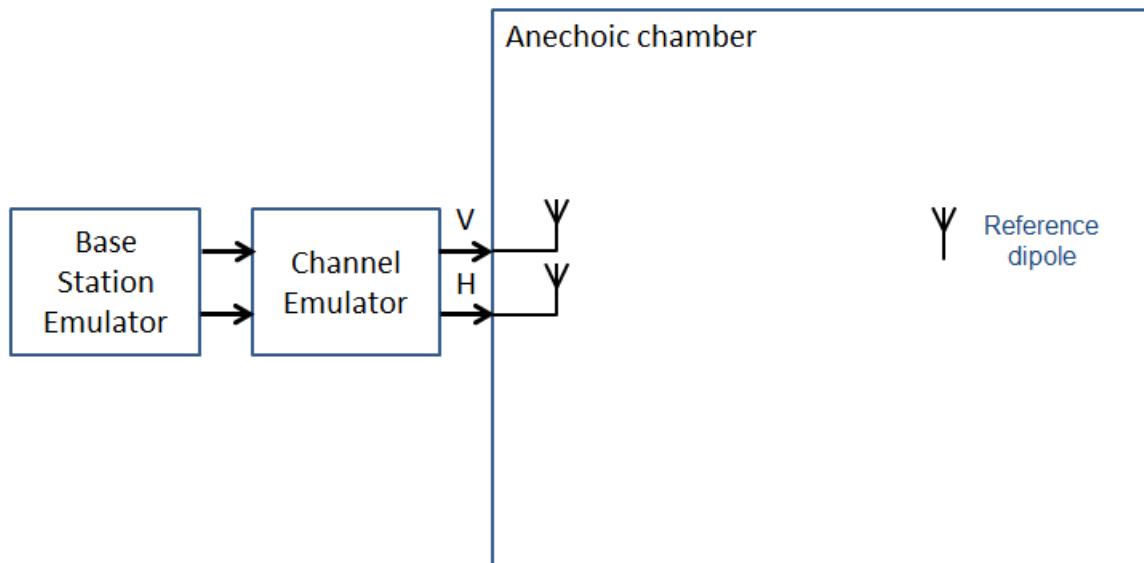 Anechoic chamber
Base
Station
Emulator
Channel
Emulator
V
H
Reference
dipole